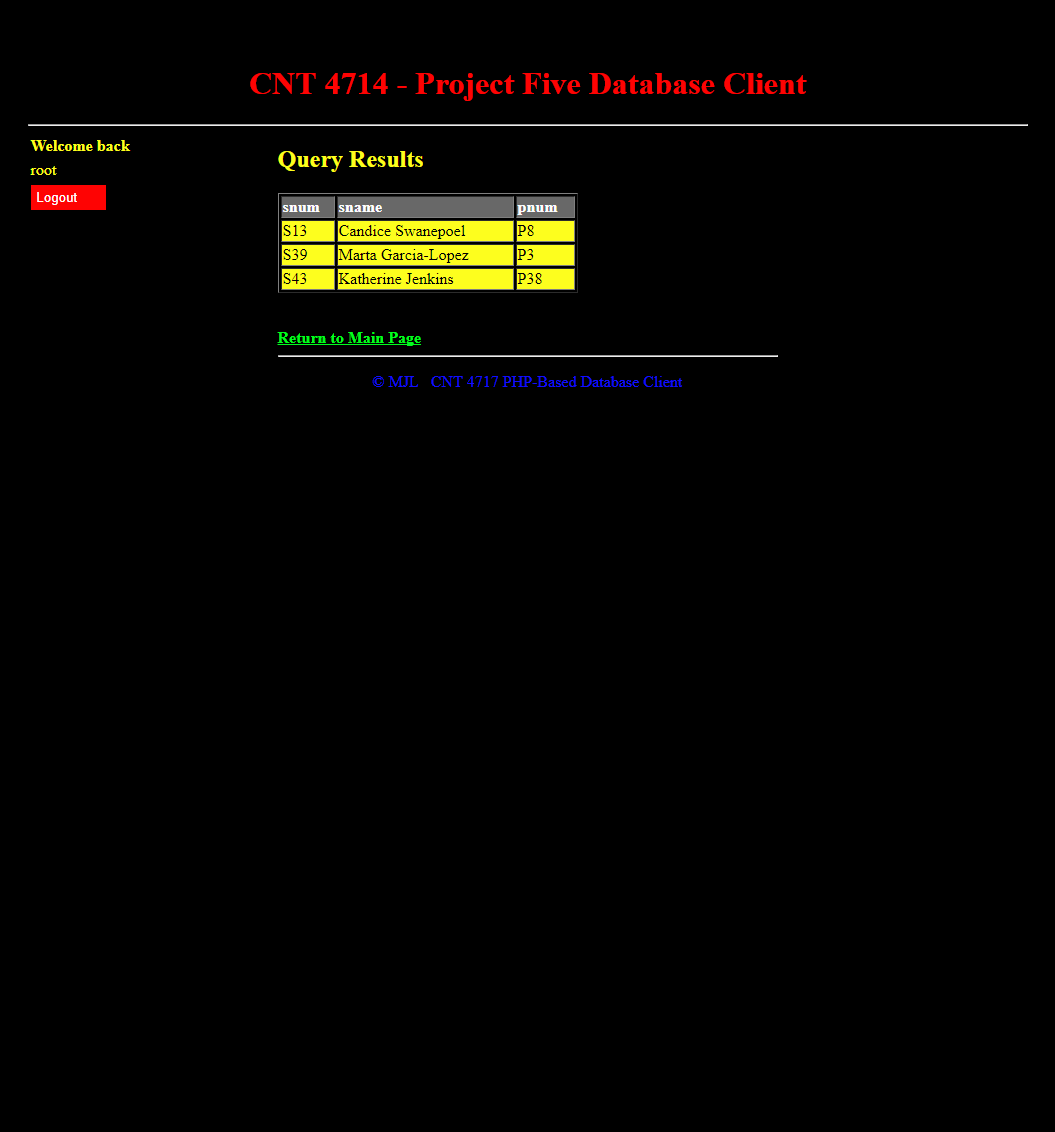 CNT 4714 - Project Five Database Client
Welcome back
root
Logout
Query Results
snum sname pnum
S13 Candice Swanepoel P8
S39 Marta Garcia-Lopez P3
S43 Katherine Jenkins P38
Return to Main Page
© MJL CNT 4717 PHP-Based Database Client